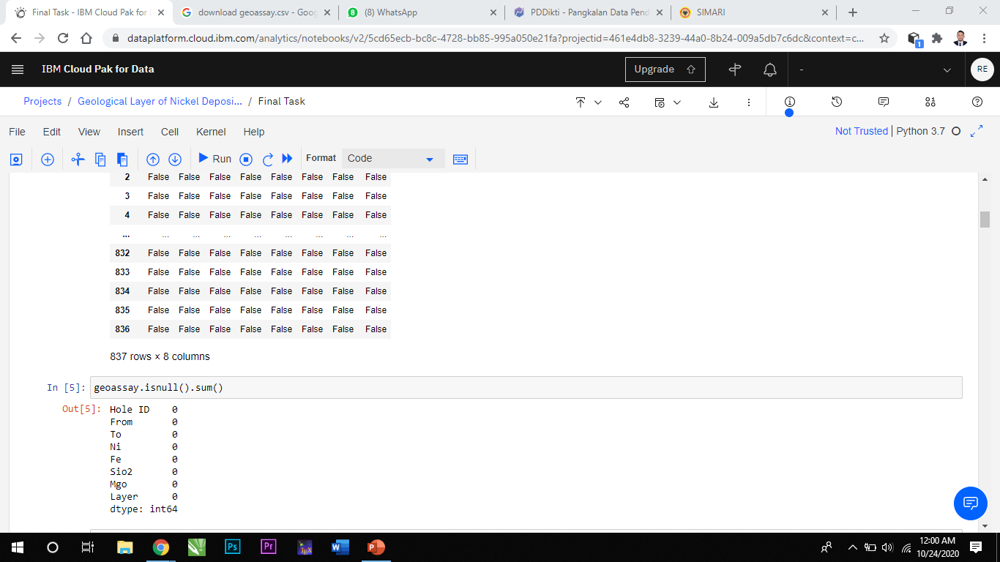 Final Task - IBM Cloud Pak for
download geoassay.csv - Goog
(8) WhatsApp
PDDikti - Pangkalan Data Pend
SIMARI
dataplatform.cloud.ibm.com/analytics/notebooks/v2/5cd65ecb-bc8c-4728-bb85-995a050e21fa?projectid=461e4db8-3239-44a0-8b24-009a5db7c6dc&context=c...
1
IBM Cloud Pak for Data
Upgrade
-
RE
Projects / Geological Layer of Nickel Deposi... / Final Task
File Edit View Insert Cell Kernel Help
Not Trusted | Python 3.7
Run
Format
Code
2 False False False False False False False False
3 False False False False False False False False
4 False False False False False False False False
... ... ... ... ... ... ... ... ...
832 False False False False False False False False
833 False False False False False False False False
834 False False False False False False False False
835 False False False False False False False False
836 False False False False False False False False
837 rows × 8 columns
In [5]: geoassay.isnull().sum()
Out[5]: Hole ID 0
From 0
To 0
Ni 0
Fe 0
Sio2 0
Mgo 0
Layer 0
dtype: int64
Ps
Pr
TEX
W
P
12:00 AM
10/24/2020